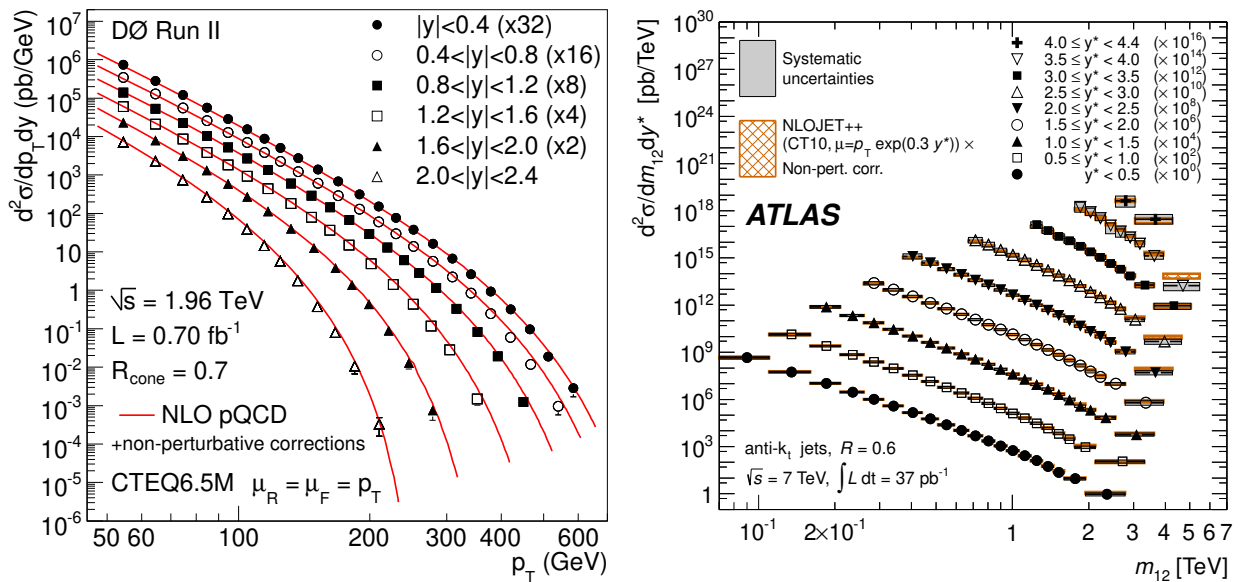 DØ Run II
|y|<0.4 (x32)
0.4<|y|<0.8 (x16)
0.8<|y|<1.2 (x8)
1.2<|y|<1.6 (x4)
1.6<|y|<2.0 (x2)
2.0<|y|<2.4
√s = 1.96 TeV
L = 0.70 fb⁻¹
R_cone = 0.7
NLO pQCD
+non-perturbative corrections
CTEQ6.5M μ_R = μ_F = p_T
d²σ/dp_T dy (pb/GeV)
10⁷
10⁶
10⁵
10⁴
10³
10²
10
1
10⁻¹
10⁻²
10⁻³
10⁻⁴
10⁻⁵
10⁻⁶
50 60 100 200 300 400 600
p_T (GeV)
d²σ/dm₁₂dy* [pb/TeV]
10³⁰
10²⁷
10²⁴
10²¹
10¹⁸
10¹⁵
10¹²
10⁹
10⁶
10³
1
Systematic
uncertainties
NLOJET++
(CT10, μ=p_T exp(0.3 y*)) ×
Non-pert. corr.
4.0 ≤ y* < 4.4 (× 10¹⁶)
3.5 ≤ y* < 4.0 (× 10¹⁴)
3.0 ≤ y* < 3.5 (× 10¹²)
2.5 ≤ y* < 3.0 (× 10¹⁰)
2.0 ≤ y* < 2.5 (× 10⁸)
1.5 ≤ y* < 2.0 (× 10⁶)
1.0 ≤ y* < 1.5 (× 10⁴)
0.5 ≤ y* < 1.0 (× 10²)
y* < 0.5 (× 10⁰)
ATLAS
anti-k_t jets, R = 0.6
√s = 7 TeV, ∫L dt = 37 pb⁻¹
10⁻¹ 2×10⁻¹ 1 2 3 4 5 6 7
m₁₂ [TeV]